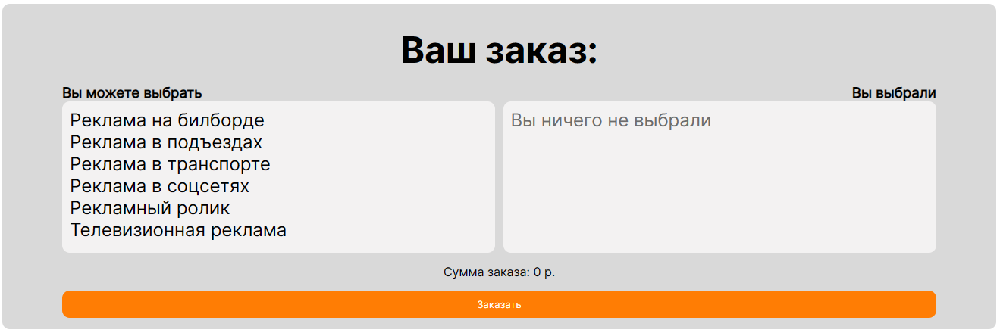 Ваш заказ:
Вы можете выбрать
Вы выбрали
Реклама на билборде
Реклама в подъездах
Реклама в транспорте
Реклама в соцсетях
Рекламный ролик
Телевизионная реклама
Вы ничего не выбрали
Сумма заказа: 0 р.
Заказать